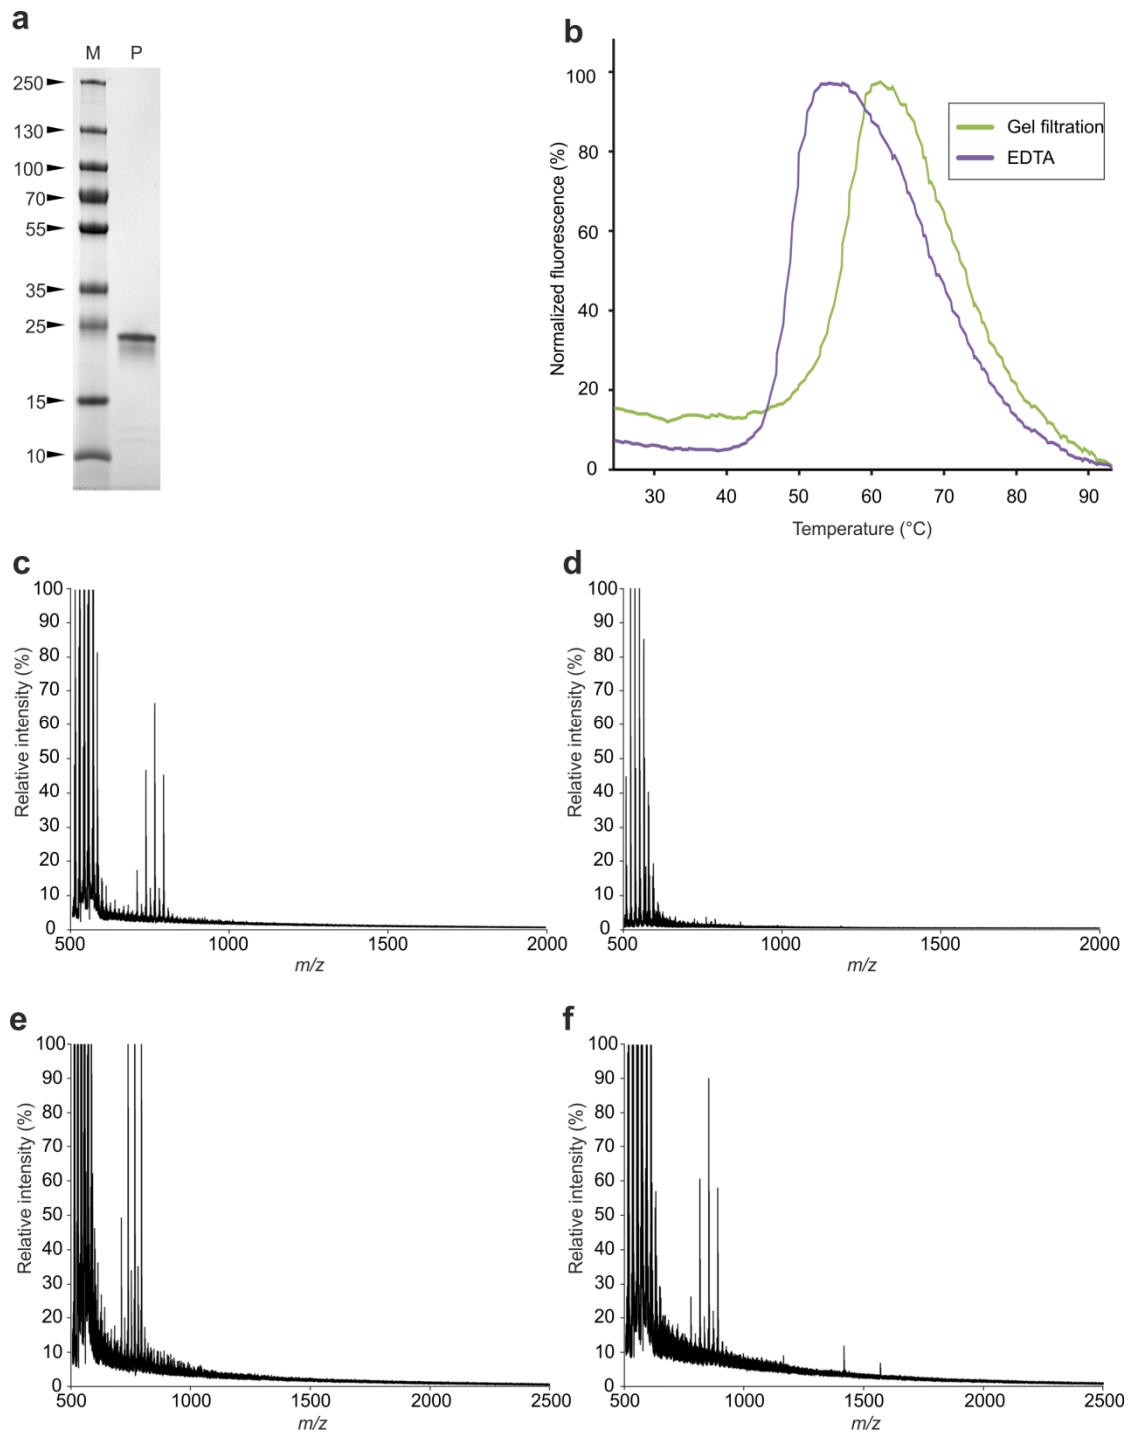 a
M P
250
130
100
70
55
35
25
15
10
b
Normalized fluorescence (%)
100
80
60
40
20
0
30 40 50 60 70 80 90
Temperature (°C)
Gel filtration
EDTA
c
Relative intensity (%)
100
90
80
70
60
50
40
30
20
10
0
500 1000 1500 2000
m/z
d
Relative intensity (%)
100
90
80
70
60
50
40
30
20
10
0
500 1000 1500 2000
m/z
e
Relative intensity (%)
100
90
80
70
60
50
40
30
20
10
0
500 1000 1500 2000 2500
m/z
f
Relative intensity (%)
100
90
80
70
60
50
40
30
20
10
0
500 1000 1500 2000 2500
m/z